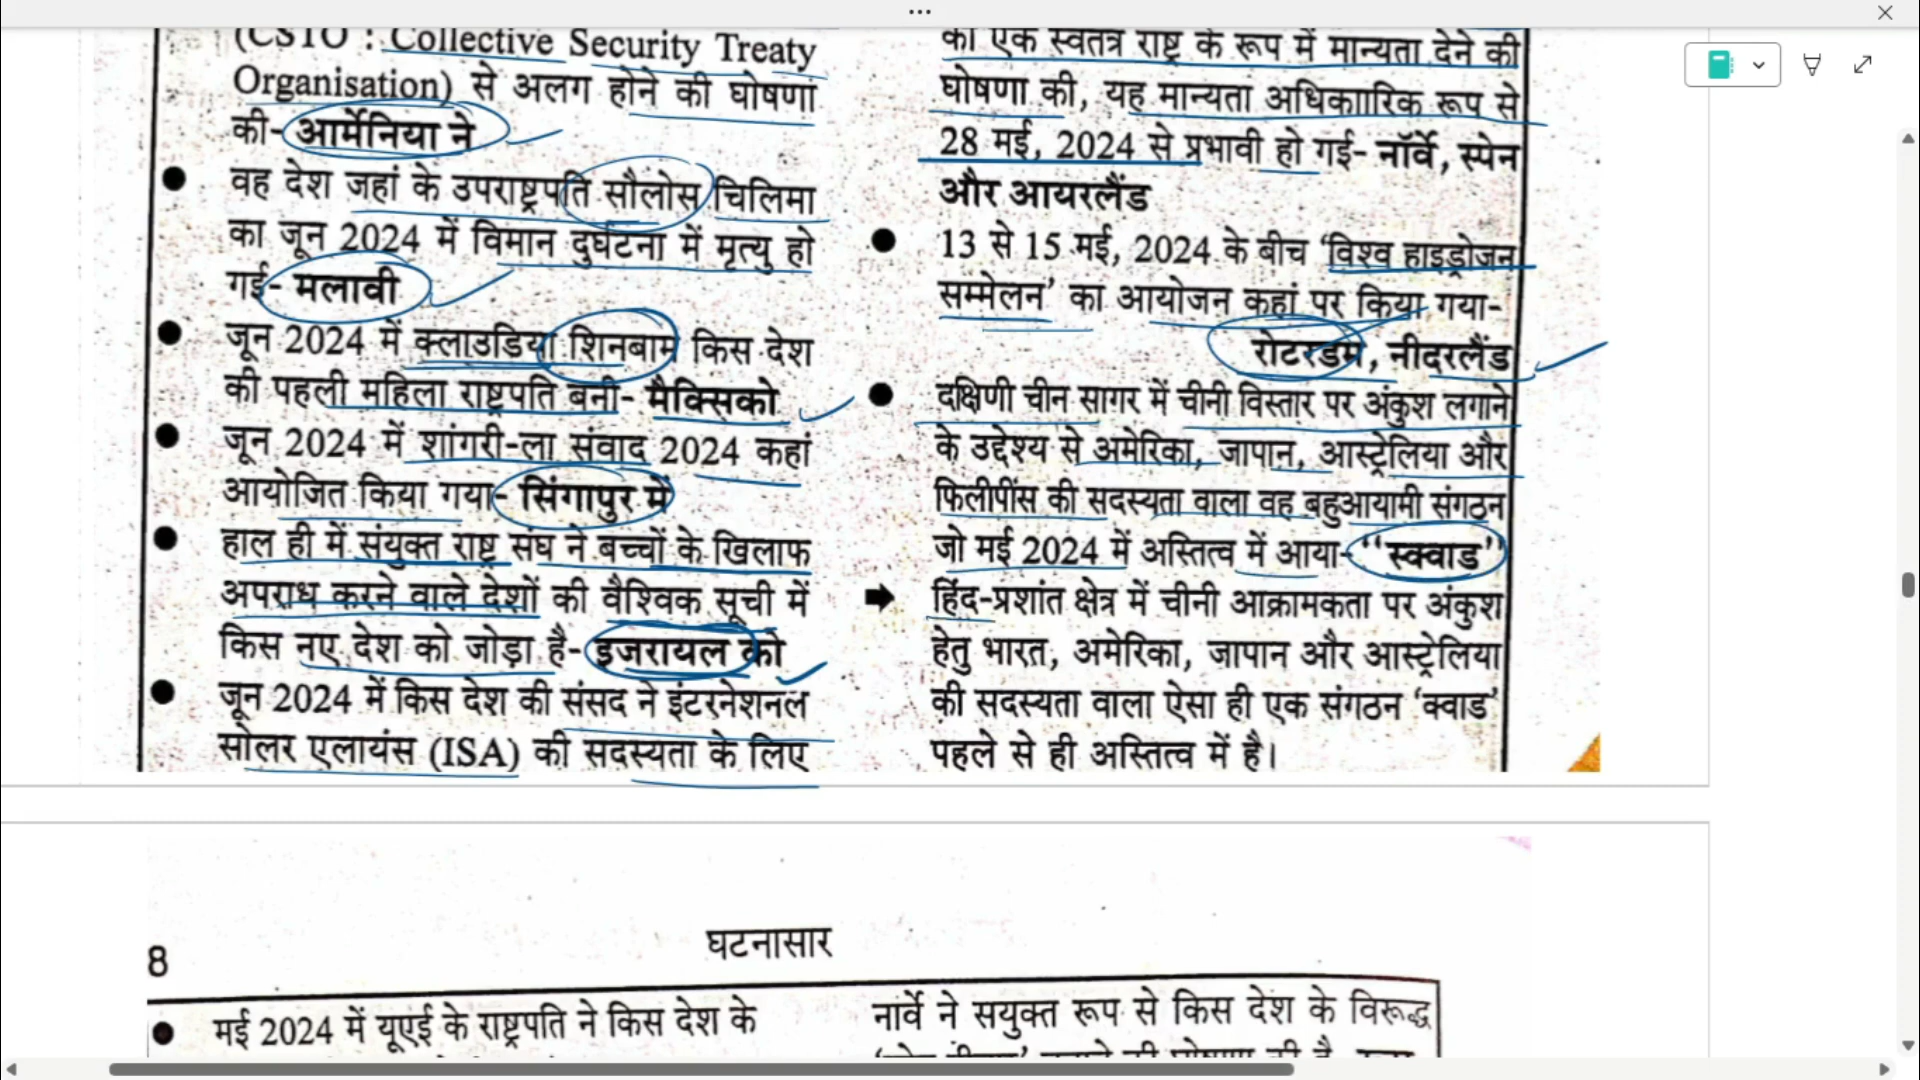 (CSTO : Collective Security Treaty
Organisation) से अलग होने की घोषणा
की- आर्मेनिया ने
● वह देश जहां के उपराष्ट्रपति सौलोस चिलिमा
का जून 2024 में विमान दुर्घटना में मृत्यु हो
गई- मलावी
● जून 2024 में क्लाउडिया शिनबाम किस देश
की पहली महिला राष्ट्रपति बनी- मैक्सिको
● जून 2024 में शांगरी-ला संवाद 2024 कहां
आयोजित किया गया- सिंगापुर में
● हाल ही में संयुक्त राष्ट्र संघ ने बच्चों के खिलाफ
अपराध करने वाले देशों की वैश्विक सूची में
किस नए देश को जोड़ा है- इजरायल को
● जून 2024 में किस देश की संसद ने इंटरनेशनल
सोलर एलायंस (ISA) की सदस्यता के लिए
को एक स्वतंत्र राष्ट्र के रूप में मान्यता देने की
घोषणा की, यह मान्यता अधिकाारिक रूप से
28 मई, 2024 से प्रभावी हो गई- नॉर्वे, स्पेन
और आयरलैंड
● 13 से 15 मई, 2024 के बीच 'विश्व हाइड्रोजन
सम्मेलन' का आयोजन कहां पर किया गया-
रोटरडम, नीदरलैंड
● दक्षिणी चीन सागर में चीनी विस्तार पर अंकुश लगाने
के उद्देश्य से अमेरिका, जापान, आस्ट्रेलिया और
फिलीपींस की सदस्यता वाला वह बहुआयामी संगठन
जो मई 2024 में अस्तित्व में आया- "स्क्वाड"
➡ हिंद-प्रशांत क्षेत्र में चीनी आक्रामकता पर अंकुश
हेतु भारत, अमेरिका, जापान और आस्ट्रेलिया
की सदस्यता वाला ऐसा ही एक संगठन 'क्वाड'
पहले से ही अस्तित्व में है।
8
घटनासार
● मई 2024 में यूएई के राष्ट्रपति ने किस देश के
नार्वे ने सयुक्त रूप से किस देश के विरूद्ध